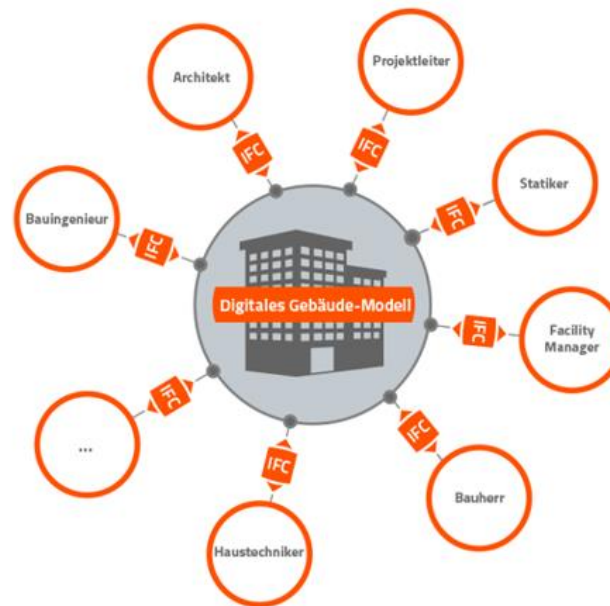 Projektleiter
Architekt
IFC
IFC
Statiker
IFC
Bauingenieur
IFC
Digitales Gebäude-Modell
IFC
Facility
Manager
IFC
IFC
...
IFC
Bauherr
Haustechniker